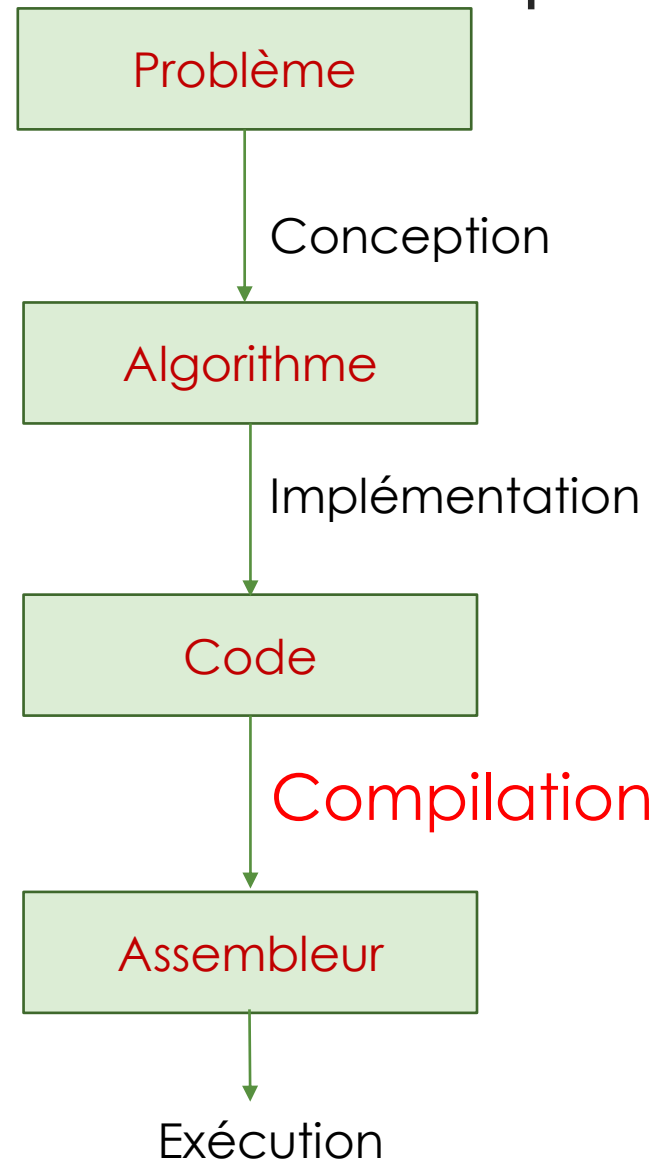 Problème
Conception
Algorithme
Implémentation
Code
Compilation
Assembleur
Exécution